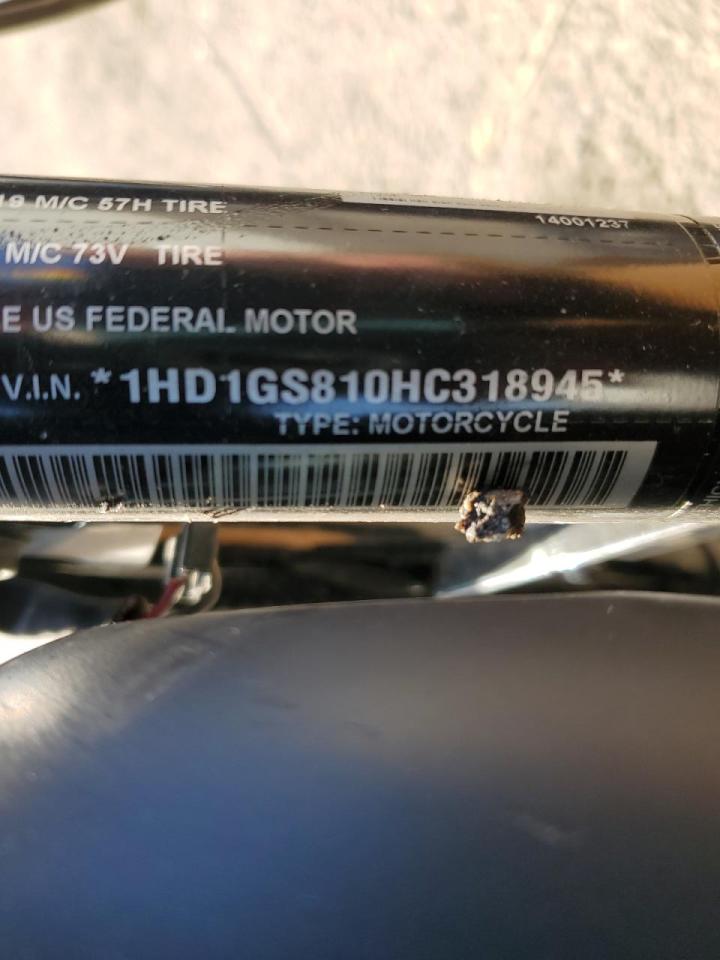 19 M/C 57H TIRE
14001237
M/C 73V TIRE
E US FEDERAL MOTOR
V.I.N. *1HD1GS810HC318945*
TYPE: MOTORCYCLE